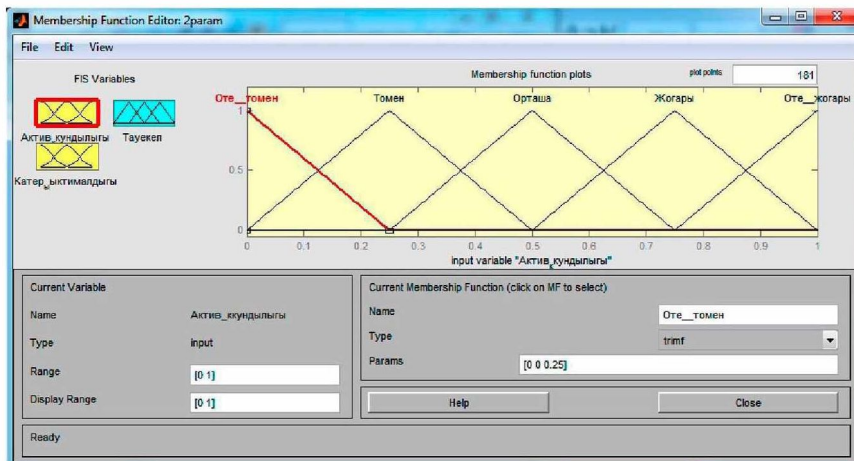 Membership Function Editor: 2param
File Edit View
FIS Variables
Актив_кундылыгы
Тауекел
Катер_ыктималдыгы
Membership function plots
plot points
181
Оте__томен Томен Орташа Жогары Оте__жогары
1
0.5
0
0 0.1 0.2 0.3 0.4 0.5 0.6 0.7 0.8 0.9 1
input variable "Актив_кундылыгы"
Current Variable
Name Актив_ккундылыгы
Type input
Range [0 1]
Display Range [0 1]
Current Membership Function (click on MF to select)
Name Оте__томен
Type trimf
Params [0 0 0.25]
Help Close
Ready